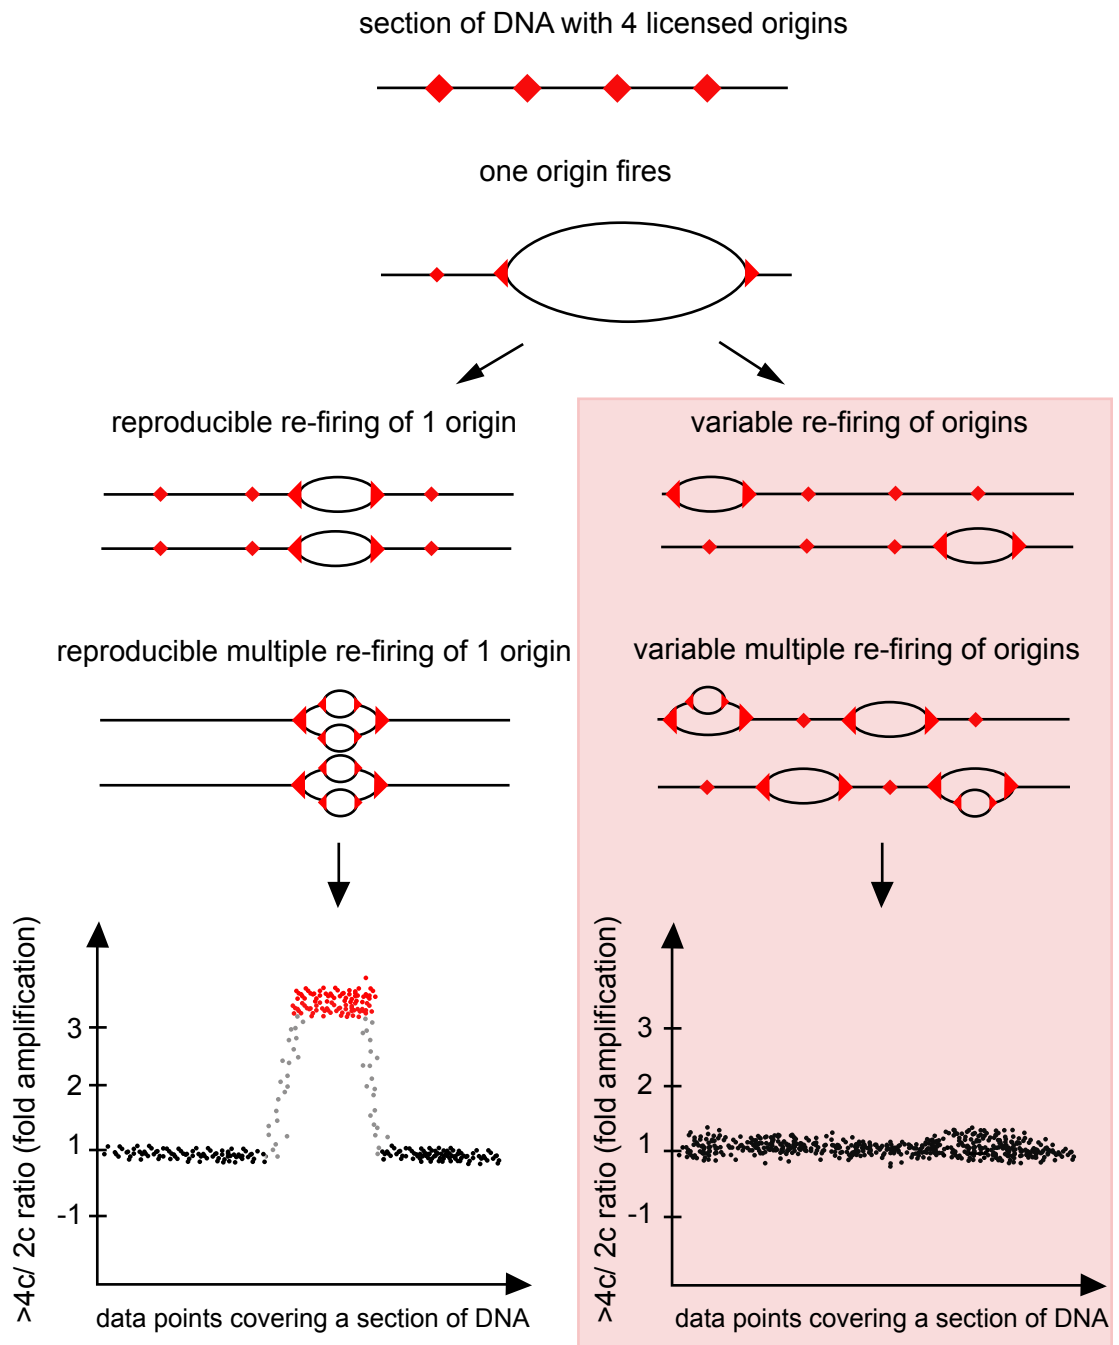 section of DNA with 4 licensed origins
one origin fires
reproducible re-firing of 1 origin
variable re-firing of origins
reproducible multiple re-firing of 1 origin
variable multiple re-firing of origins
>4c/ 2c ratio (fold amplification)
3
2
1
-1
data points covering a section of DNA
>4c/ 2c ratio (fold amplification)
3
2
1
-1
data points covering a section of DNA